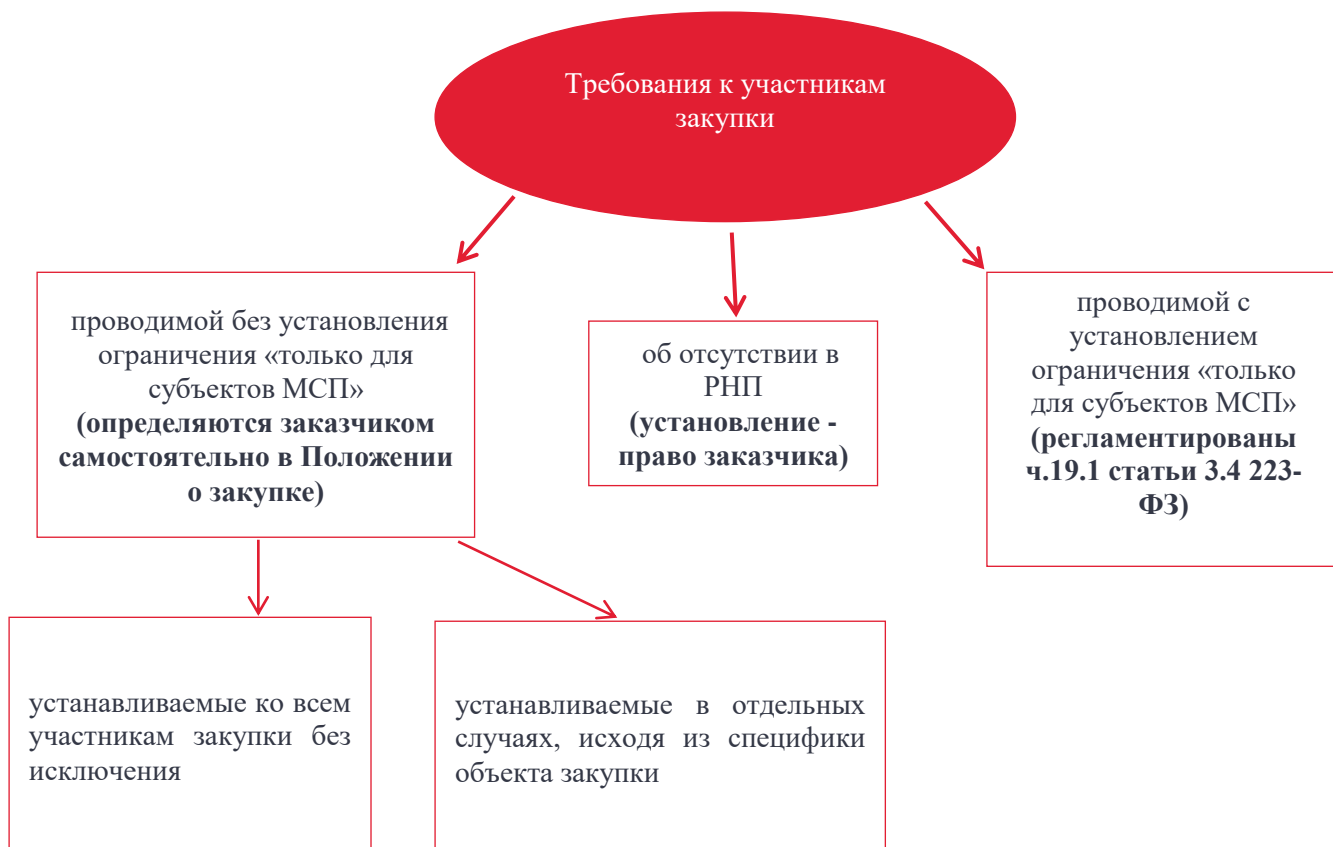 Требования к участникам
закупки
проводимой без установления
ограничения «только для
субъектов МСП»
(определяются заказчиком
самостоятельно в Положении
о закупке)
об отсутствии в
РНП
(установление -
право заказчика)
проводимой с
установлением
ограничения «только
для субъектов МСП»
(регламентированы
ч.19.1 статьи 3.4 223-
ФЗ)
устанавливаемые ко всем
участникам закупки без
исключения
устанавливаемые в отдельных
случаях, исходя из специфики
объекта закупки